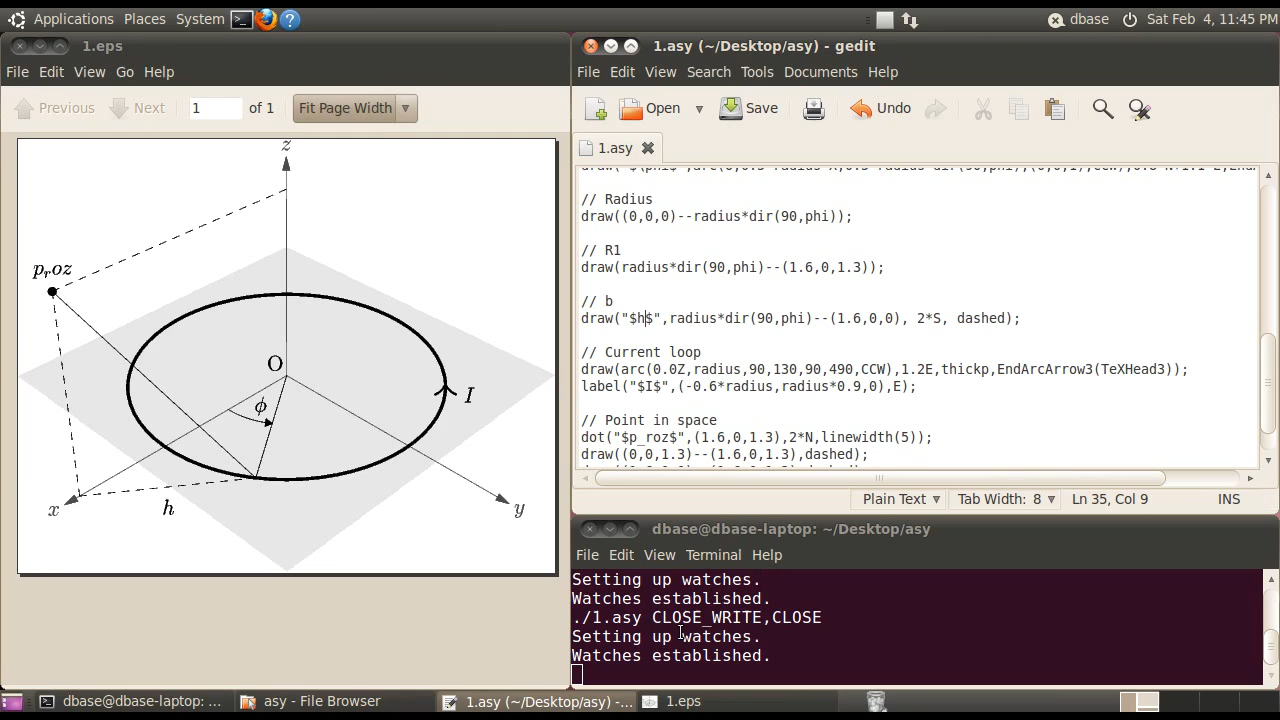 Applications Places System
dbase Sat Feb 4, 11:45 PM
1.eps
File Edit View Go Help
Previous Next 1 of 1 Fit Page Width
z
p_roz
O
ϕ
I
h
x
y
1.asy (~/Desktop/asy) - gedit
File Edit View Search Tools Documents Help
Open Save Undo
1.asy
// Radius
draw((0,0,0)--radius*dir(90,phi));
// R1
draw(radius*dir(90,phi)--(1.6,0,1.3));
// b
draw("$h$",radius*dir(90,phi)--(1.6,0,0), 2*S, dashed);
// Current loop
draw(arc(0.0Z,radius,90,130,90,490,CCW),1.2E,thickp,EndArcArrow3(TeXHead3));
label("$I$",(-0.6*radius,radius*0.9,0),E);
// Point in space
dot("$p_roz$",(1.6,0,1.3),2*N,linewidth(5));
draw((0,0,1.3)--(1.6,0,1.3),dashed);
Plain Text Tab Width: 8 Ln 35, Col 9 INS
dbase@dbase-laptop: ~/Desktop/asy
File Edit View Terminal Help
Setting up watches.
Watches established.
./1.asy CLOSE_WRITE,CLOSE
Setting up watches.
Watches established.
dbase@dbase-laptop: ... asy - File Browser 1.asy (~/Desktop/asy) -... 1.eps